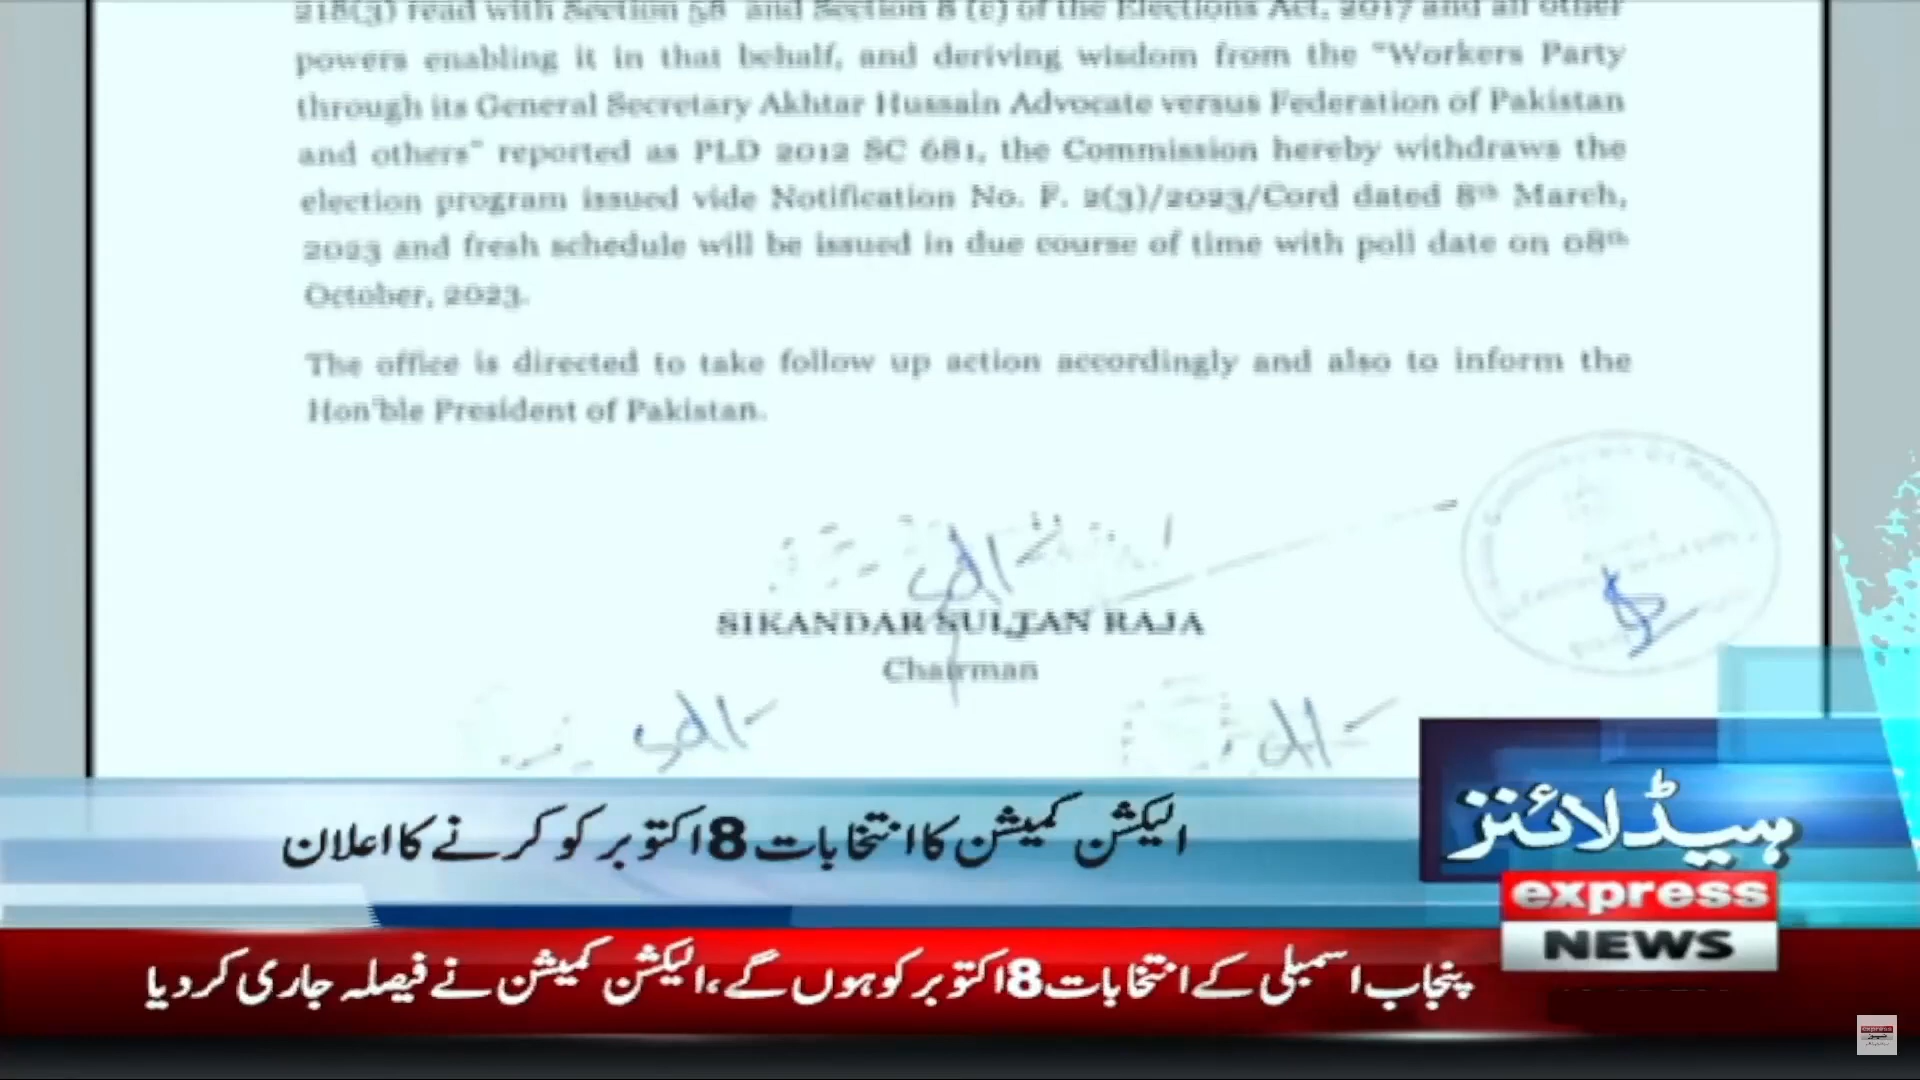 218(3) read with Section 58 and Section 8 (c) of the Elections Act, 2017 and all other
powers enabling it in that behalf, and deriving wisdom from the "Workers Party
through its General Secretary Akhtar Hussain Advocate versus Federation of Pakistan
and others" reported as PLD 2012 SC 681, the Commission hereby withdraws the
election program issued vide Notification No. F. 2(3)/2023/Cord dated 8th March,
2023 and fresh schedule will be issued in due course of time with poll date on 08th
October, 2023.
The office is directed to take follow up action accordingly and also to inform the
Hon'ble President of Pakistan.
sd/-
SIKANDAR SULTAN RAJA
Chairman
sd/-
sd/-
ہیڈلائنز
الیکشن کمیشن کا انتخابات 8 اکتوبر کو کرنے کا اعلان
express
NEWS
پنجاب اسمبلی کے انتخابات 8 اکتوبر کو ہوں گے، الیکشن کمیشن نے فیصلہ جاری کر دیا